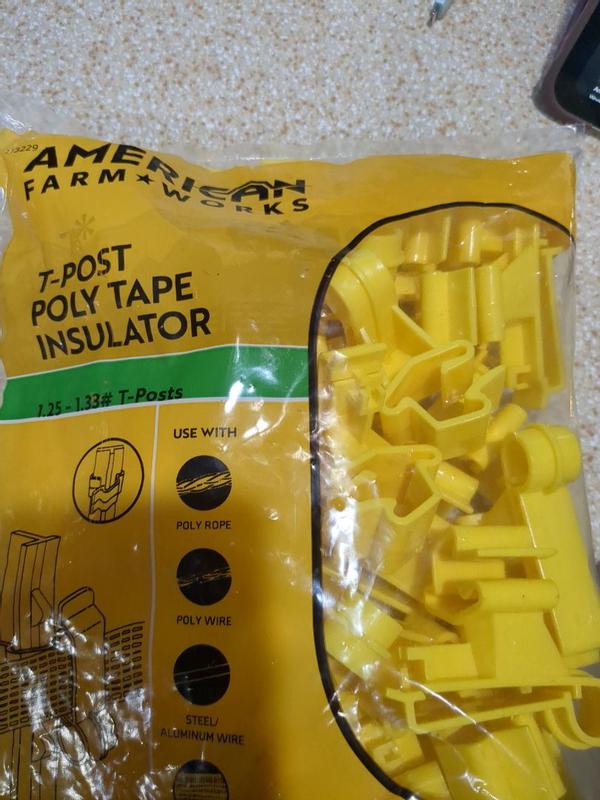 AMERICAN
FARM★WORKS
T-POST
POLY TAPE
INSULATOR
1.25 - 1.33# T-Posts
USE WITH
POLY ROPE
POLY WIRE
STEEL/
ALUMINUM WIRE